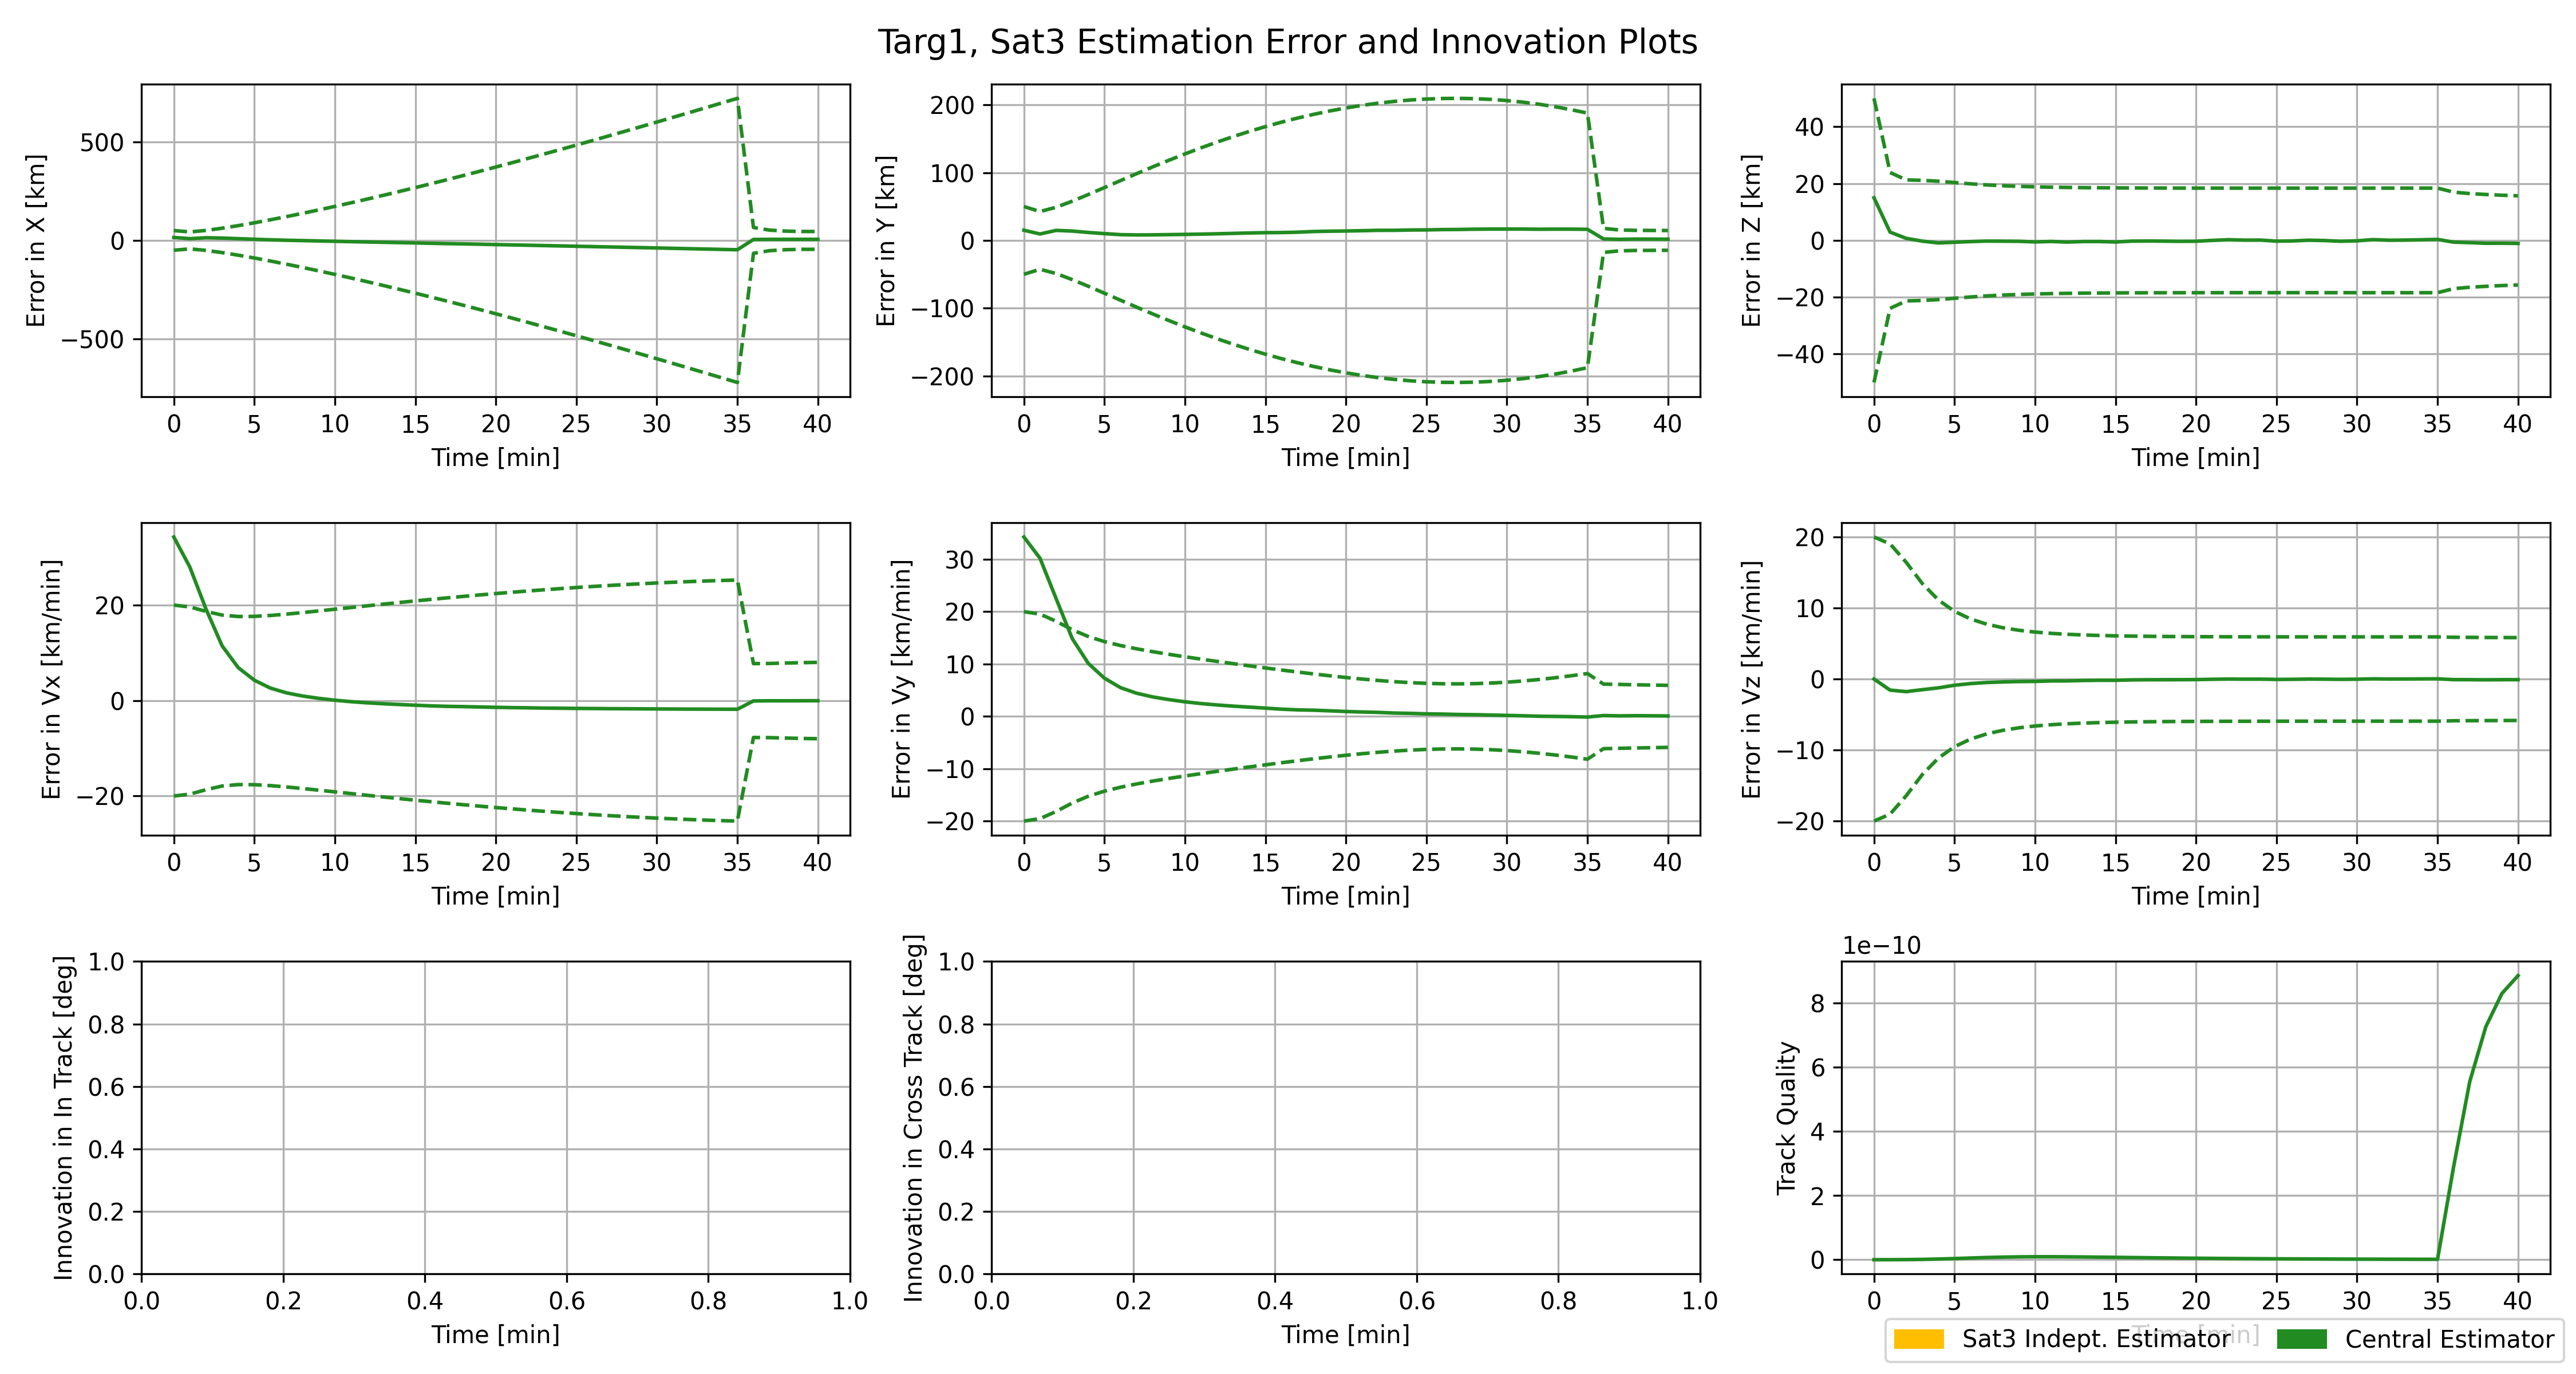 Targ1, Sat3 Estimation Error and Innovation Plots
Error in X [km]
500
0
−500
0 5 10 15 20 25 30 35 40
Time [min]
Error in Y [km]
200
100
0
−100
−200
0 5 10 15 20 25 30 35 40
Time [min]
Error in Z [km]
40
20
0
−20
−40
0 5 10 15 20 25 30 35 40
Time [min]
Error in Vx [km/min]
20
0
−20
0 5 10 15 20 25 30 35 40
Time [min]
Error in Vy [km/min]
30
20
10
0
−10
−20
0 5 10 15 20 25 30 35 40
Time [min]
Error in Vz [km/min]
20
10
0
−10
−20
0 5 10 15 20 25 30 35 40
Time [min]
Innovation in In Track [deg]
1.0
0.8
0.6
0.4
0.2
0.0
0.0 0.2 0.4 0.6 0.8 1.0
Time [min]
Innovation in Cross Track [deg]
1.0
0.8
0.6
0.4
0.2
0.0
0.0 0.2 0.4 0.6 0.8 1.0
Time [min]
1e−10
Track Quality
8
6
4
2
0
0 5 10 15 20 25 30 35 40
Time [min]
Sat3 Indept. Estimator Central Estimator